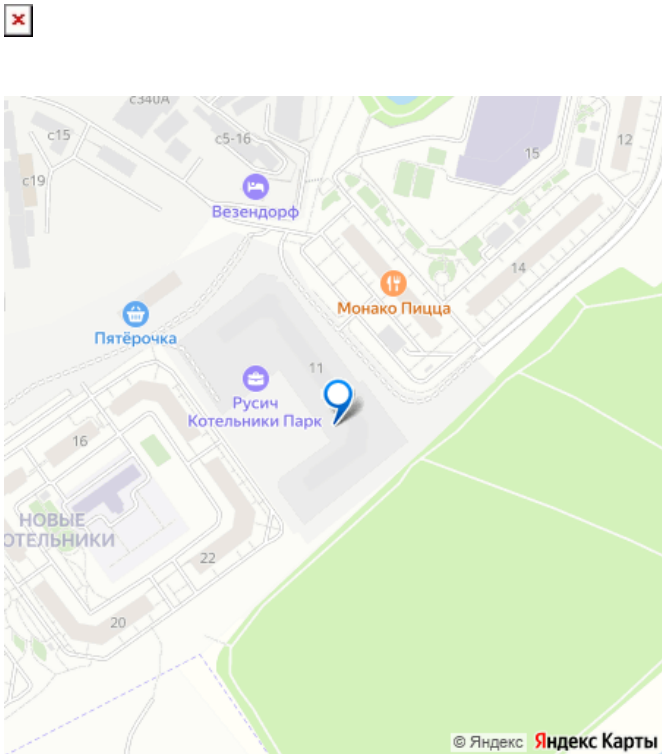 с340А
с15
с5-16
15
12
с19
Везендорф
14
Монако Пицца
Пятёрочка
11
Русич
Котельники Парк
16
НОВЫЕ
ОТЕЛЬНИКИ
22
20
© Яндекс Яндекс Карты